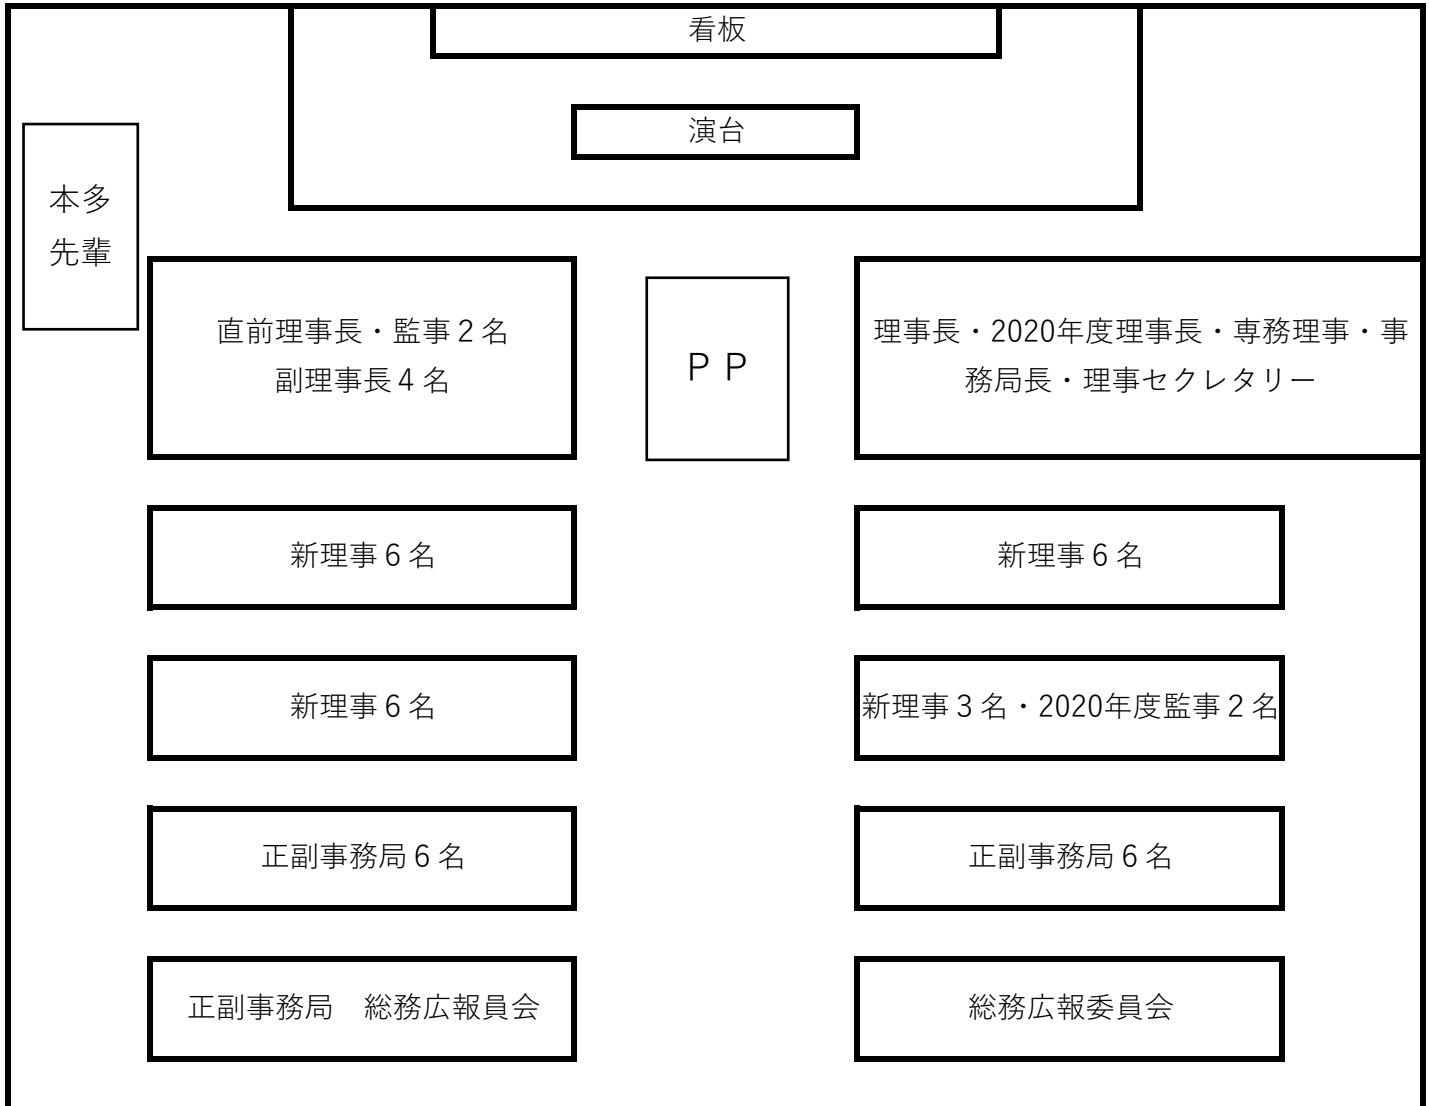 看板
演台
本多
先輩
直前理事長・監事２名
副理事長４名
ＰＰ
理事長・2020年度理事長・専務理事・事
務局長・理事セクレタリー
新理事６名
新理事６名
新理事６名
新理事３名・2020年度監事２名
正副事務局６名
正副事務局６名
正副事務局　総務広報員会
総務広報委員会